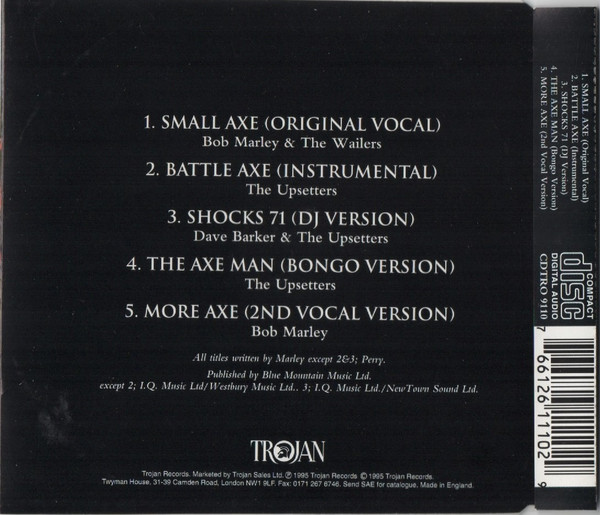 1. SMALL AXE (ORIGINAL VOCAL)
Bob Marley & The Wailers
2. BATTLE AXE (INSTRUMENTAL)
The Upsetters
3. SHOCKS 71 (DJ VERSION)
Dave Barker & The Upsetters
4. THE AXE MAN (BONGO VERSION)
The Upsetters
5. MORE AXE (2ND VOCAL VERSION)
Bob Marley
All titles written by Marley except 2&3; Perry.
Published by Blue Mountain Music Ltd.
except 2; I.Q. Music Ltd/Westbury Music Ltd.. 3; I.Q. Music Ltd./NewTown Sound Ltd.
TROJAN
Trojan Records. Marketed by Trojan Sales Ltd. ℗ 1995 Trojan Records © 1995 Trojan Records.
Twyman House, 31-39 Camden Road, London NW1 9LF. Fax: 0171 267 6746. Send SAE for catalogue. Made in England.
1. SMALL AXE (Original Vocal)
2. BATTLE AXE (Instrumental)
3. SHOCKS 71 (DJ Version)
4. THE AXE MAN (Bongo Version)
5. MORE AXE (2nd Vocal Version)
COMPACT
disc
DIGITAL AUDIO
CDTRO 9110
7 66126 11102 9